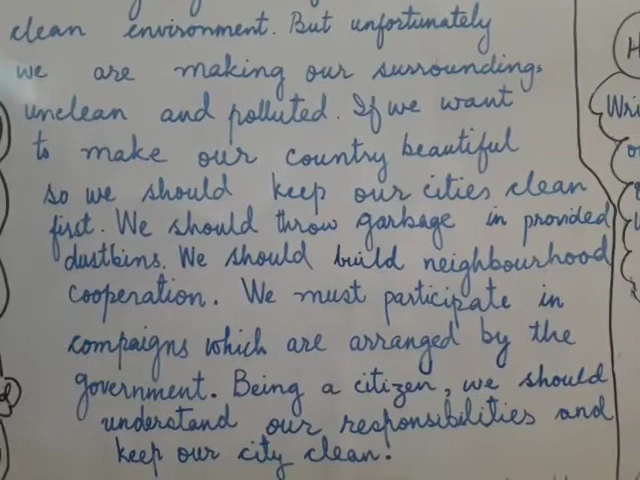 clean environment. But unfortunately
we are making our surroundings
unclean and polluted. If we want
to make our country beautiful
so we should keep our cities clean
first. We should throw garbage in provided
dustbins. We should build neighbourhood
cooperation. We must participate in
compaigns which are arranged by the
government. Being a citizen, we should
understand our responsibilities and
keep our city clean.
H
Wri